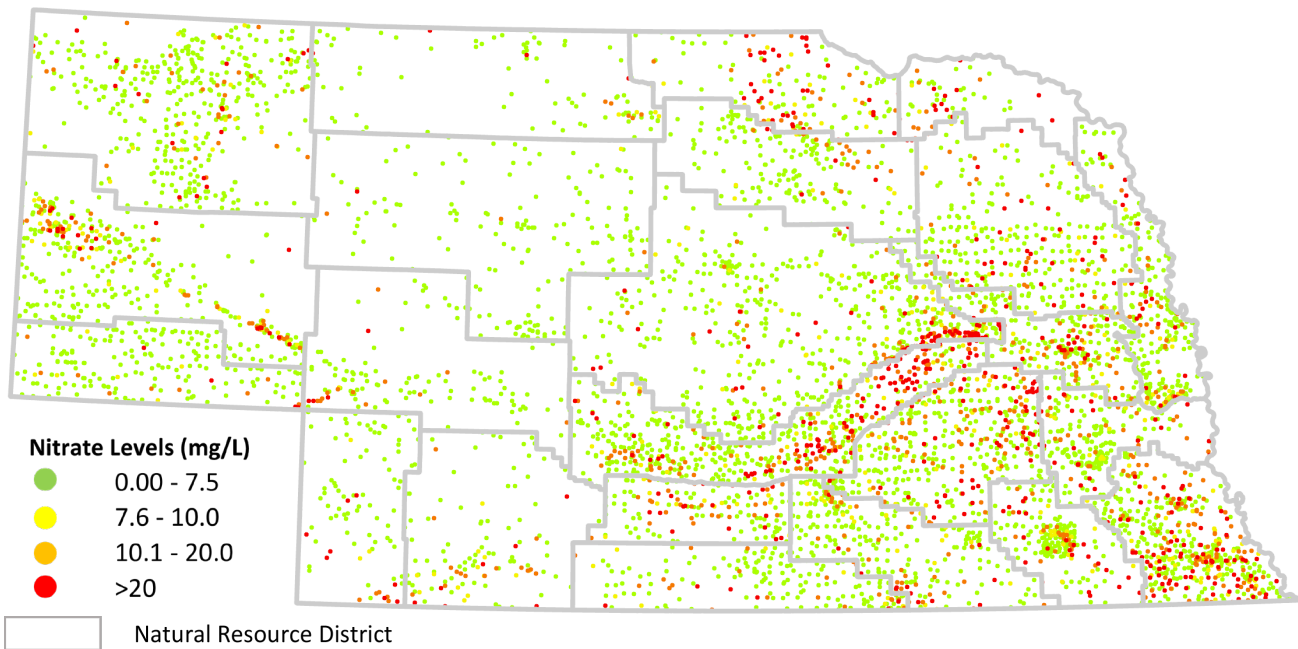 Nitrate Levels (mg/L)
0.00 - 7.5
7.6 - 10.0
10.1 - 20.0
>20
Natural Resource District